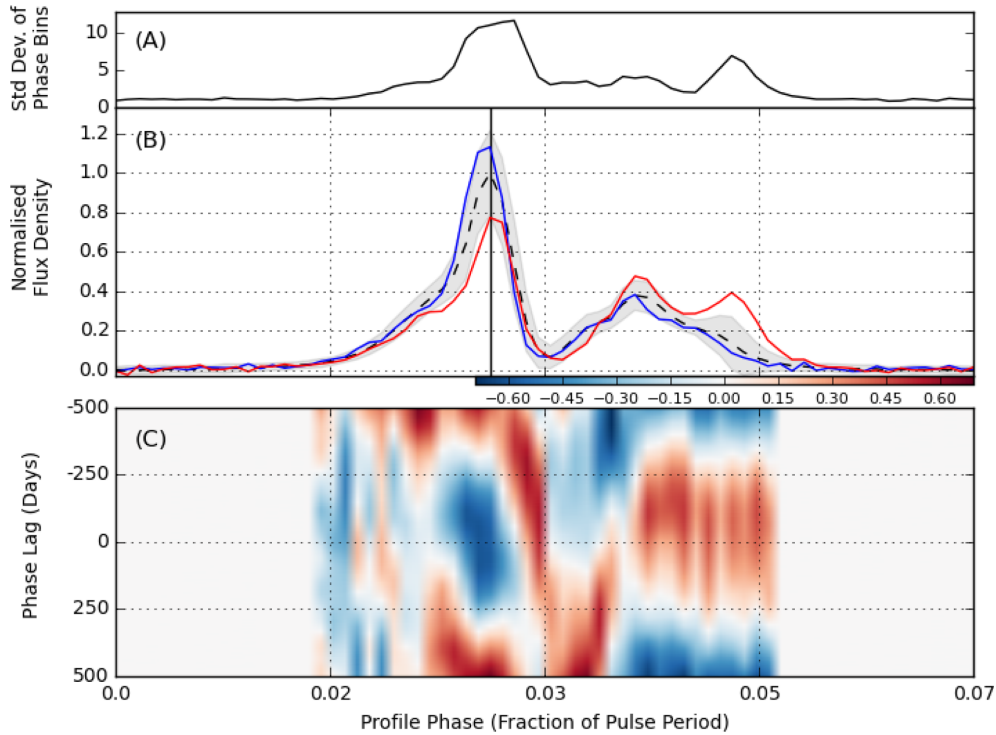 Std Dev. of
Phase Bins
10
5
0
(A)
Normalised
Flux Density
1.2
1.0
0.8
0.6
0.4
0.2
0.0
(B)
−0.60 −0.45 −0.30 −0.15 0.00 0.15 0.30 0.45 0.60
Phase Lag (Days)
-500
-250
0
250
500
(C)
0.0 0.02 0.03 0.05 0.07
Profile Phase (Fraction of Pulse Period)